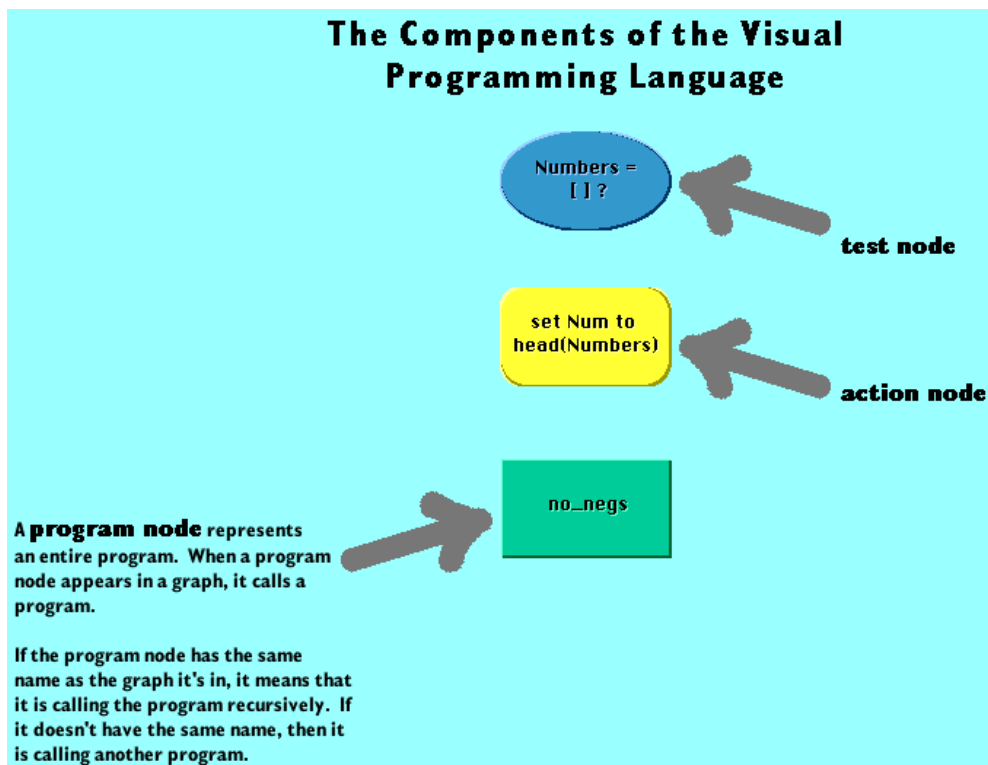 The Components of the Visual
Programming Language
Numbers =
[ ] ?
test node
set Num to
head(Numbers)
action node
no_negs
A program node represents
an entire program. When a program
node appears in a graph, it calls a
program.
If the program node has the same
name as the graph it's in, it means that
it is calling the program recursively. If
it doesn't have the same name, then it
is calling another program.